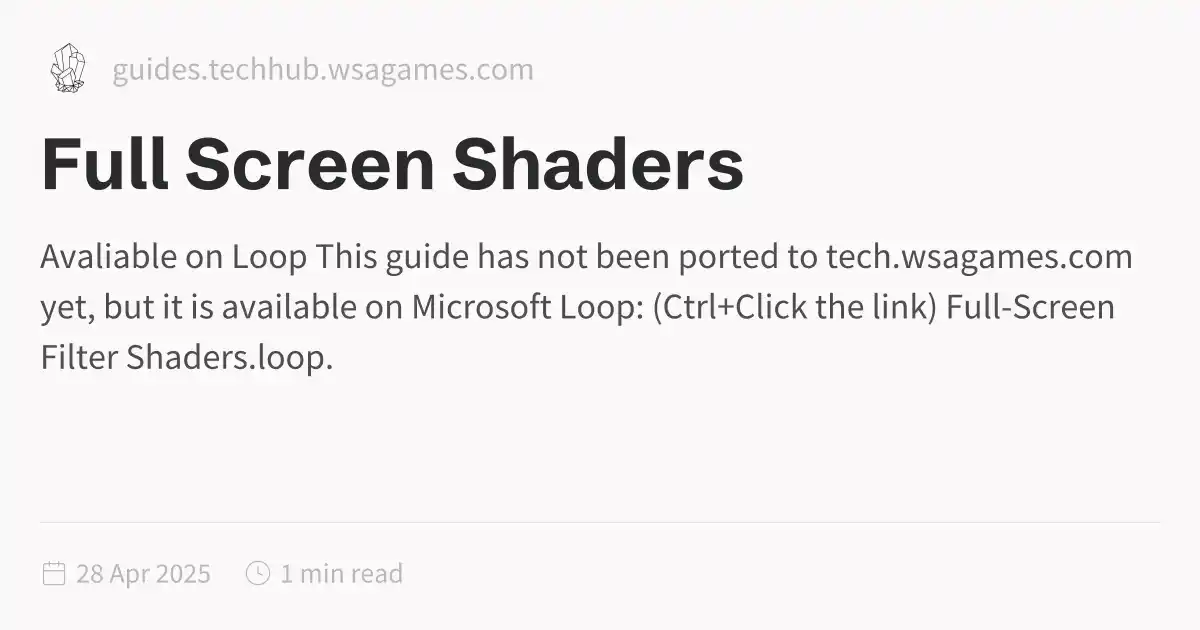 guides.techhub.wsagames.com
Full Screen Shaders
Avaliable on Loop This guide has not been ported to tech.wsagames.com
yet, but it is available on Microsoft Loop: (Ctrl+Click the link) Full-Screen
Filter Shaders.loop.
28 Apr 2025 1 min read